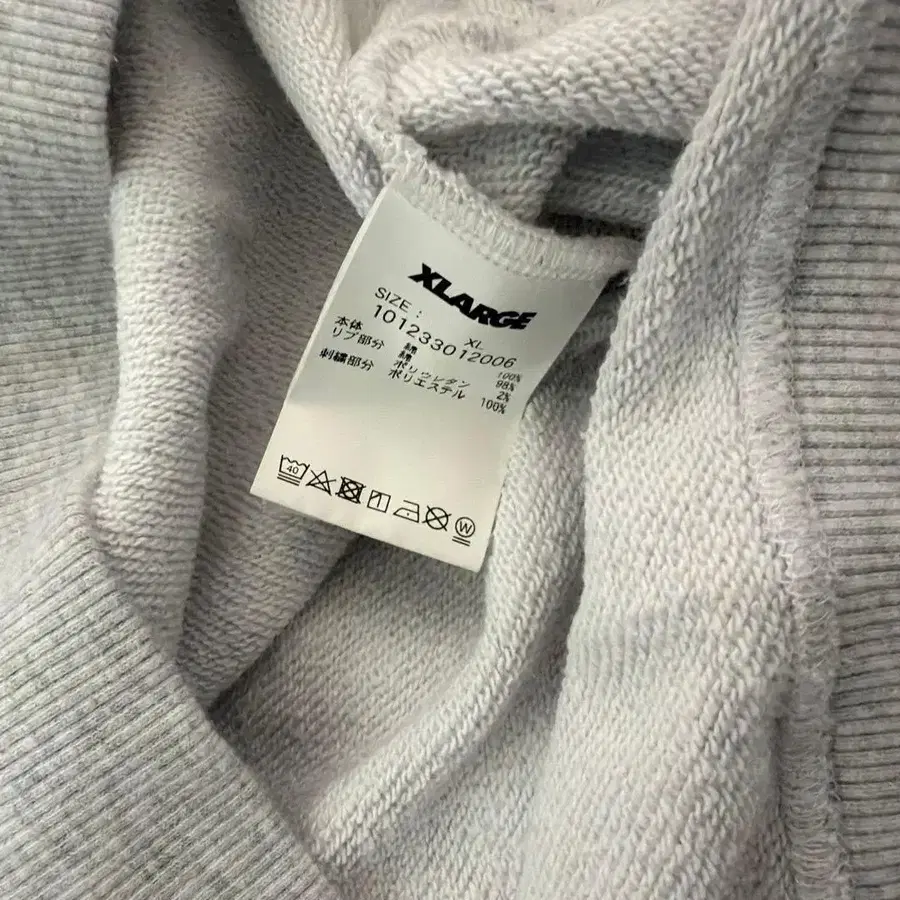 XLARGE
SIZE : XL
101233012006
本体 綿 100%
リブ部分 綿 98%
ポリウレタン 2%
刺繍部分 ポリエステル 100%
40
W